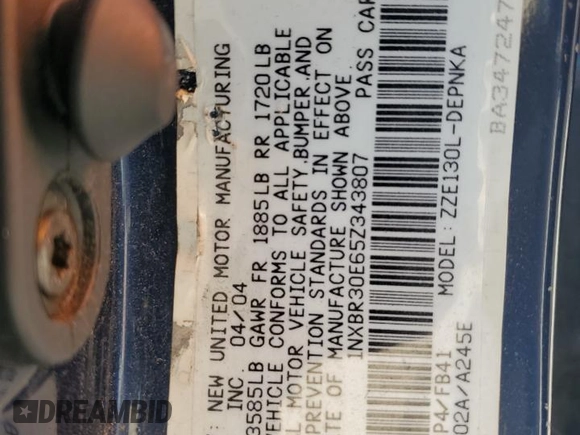 : NEW UNITED MOTOR MANUFACTURING
INC. 04/04
3585LB GAWR FR 1885LB RR 1720LB
VEHICLE CONFORMS TO ALL APPLICABLE
L MOTOR VEHICLE SAFETY, BUMPER, AND
PREVENTION STANDARDS IN EFFECT ON
TE OF MANUFACTURE SHOWN ABOVE.
1NXBR30E65Z343807 PASS CAR
P4/FB41 MODEL: ZZE130L-DEPNKA
02A/A245E
BA347247
DREAMSBID